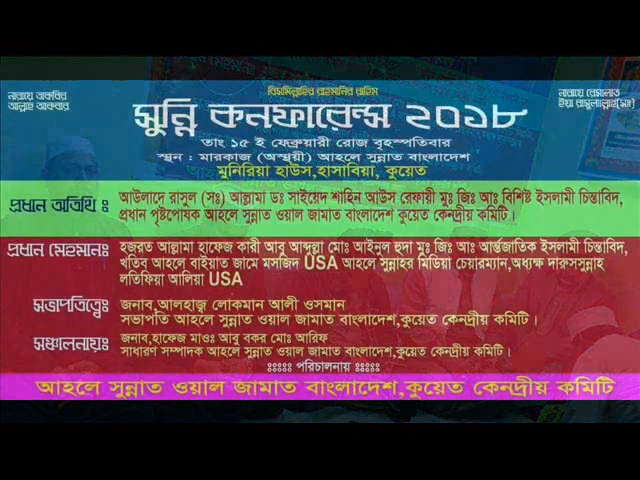 বিসমিল্লাহির রাহমানির রাহিম
নারায়ে তাকবির
আল্লাহু আকবার
নারায়ে রেসালাত
ইয়া রাসুলাল্লাহ(সঃ)
সুন্নি কনফারেন্স ২০১৮
তাং ১৫ ই ফেব্রুয়ারী রোজ বৃহস্পতিবার
স্থন : মারকাজ (অস্থয়ী) আহলে সুন্নাত বাংলাদেশ
মুনিরিয়া হাউস,হাসাবিয়া, কুয়েত
প্রধান অতিথি ঃ আউলাদে রাসুল (সঃ) আল্লামা ডঃ সাইয়েদ শাহিন আউস রেফায়ী মুঃ জিঃ আঃ বিশিষ্ট ইসলামী চিন্তাবিদ,
প্রধান পৃষ্টপোষক আহলে সুন্নাত ওয়াল জামাত বাংলাদেশ কুয়েত কেন্দ্রীয় কমিটি।
প্রধান মেহমানঃ হজরত আল্লামা হাফেজ কারী আবু আব্দুল্লা মোঃ আইনুল হুদা মুঃ জিঃ আঃ আর্ন্তজাতিক ইসলামী চিন্তাবিদ,
খতিব আহলে বাইয়াত জামে মসজিদ USA আহলে সুন্নাহর মিডিয়া চেয়ারম্যান,অধ্যক্ষ দারুসসুন্নাহ
লতিফিয়া আলিয়া USA
সভাপতিত্বেঃ জনাব,আলহাজ্ব লোকমান আলী ওসমান
সভাপতি আহলে সুন্নাত ওয়াল জামাত বাংলাদেশ,কুয়েত কেন্দ্রীয় কমিটি।
সঞ্চালনায়ঃ জনাব,হাফেজ মাওঃ আবু বকর মোঃ আরিফ
সাধারণ সম্পাদক আহলে সুন্নাত ওয়াল জামাত বাংলাদেশ,কুয়েত কেন্দ্রীয় কমিটি।
ঃঃঃঃঃ পরিচালনায় ঃঃঃঃঃ
আহলে সুন্নাত ওয়াল জামাত বাংলাদেশ,কুয়েত কেন্দ্রীয় কমিটি